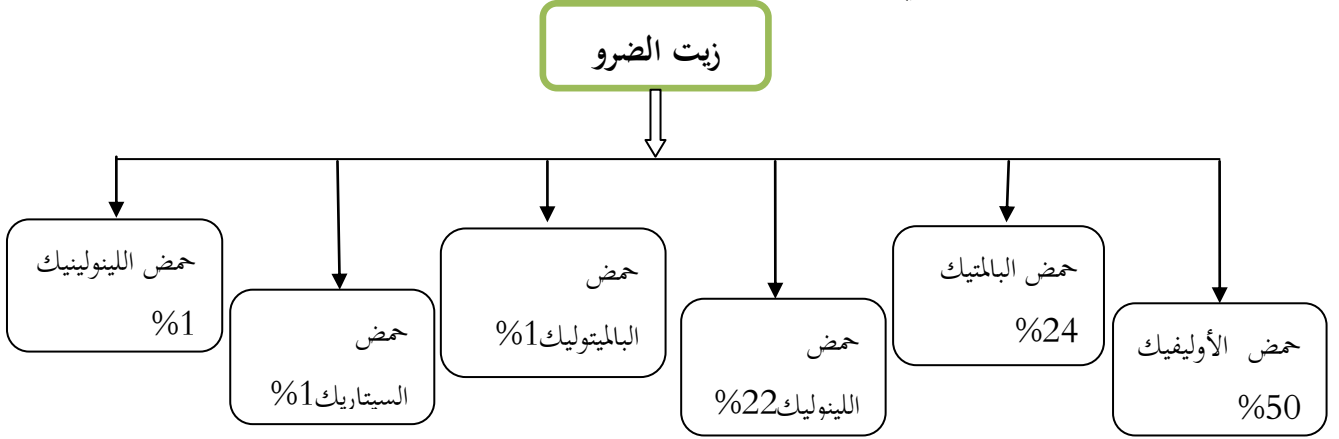 زيت الضرو
حمض الأوليفيك
%50
حمض البالمتيك
%24
حمض
اللينوليك22%
حمض
البالميتوليك1%
حمض
السيتاريك1%
حمض اللينولينيك
%1